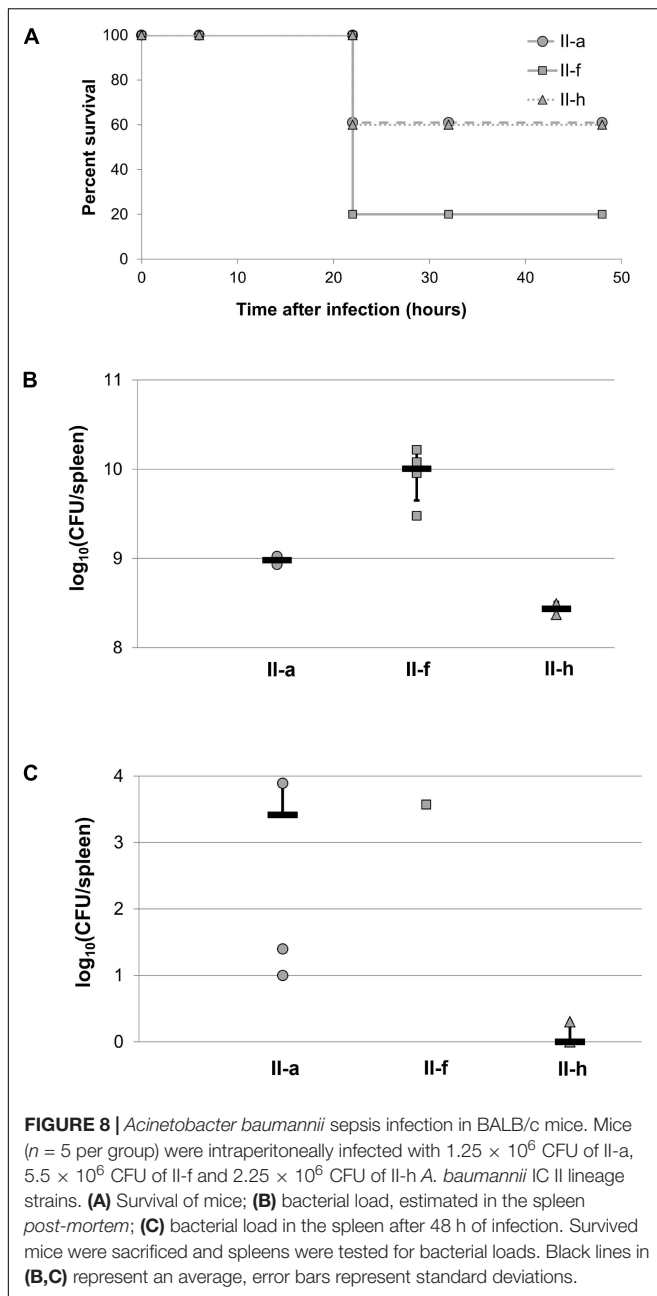 A
100
80
60
40
20
0
Percent survival
II-a
II-f
II-h
0 10 20 30 40 50
Time after infection (hours)
B
11
10
9
8
log₁₀(CFU/spleen)
II-a II-f II-h
C
4
3
2
1
0
log₁₀(CFU/spleen)
II-a II-f II-h
FIGURE 8 | Acinetobacter baumannii sepsis infection in BALB/c mice. Mice
(n = 5 per group) were intraperitoneally infected with 1.25 × 10⁶ CFU of II-a,
5.5 × 10⁶ CFU of II-f and 2.25 × 10⁶ CFU of II-h A. baumannii IC II lineage
strains. (A) Survival of mice; (B) bacterial load, estimated in the spleen
post-mortem; (C) bacterial load in the spleen after 48 h of infection. Survived
mice were sacrificed and spleens were tested for bacterial loads. Black lines in
(B,C) represent an average, error bars represent standard deviations.